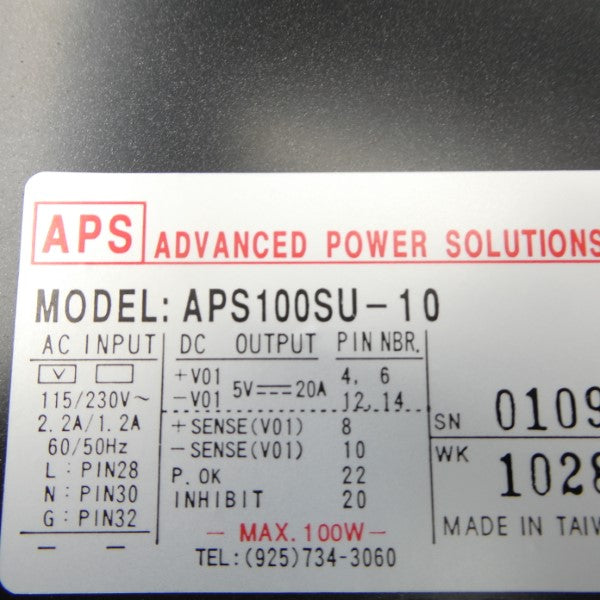 APS ADVANCED POWER SOLUTIONS
MODEL: APS100SU-10
AC INPUT
V
115/230V~
2.2A/1.2A
60/50Hz
L: PIN28
N: PIN30
G: PIN32
DC OUTPUT PIN NBR.
+V01 5V⎓20A 4, 6
-V01 12, 14
+SENSE(V01) 8
-SENSE(V01) 10
P.OK 22
INHIBIT 20
- MAX. 100W -
TEL:(925)734-3060
SN 0109
WK 1028
MADE IN TAIW